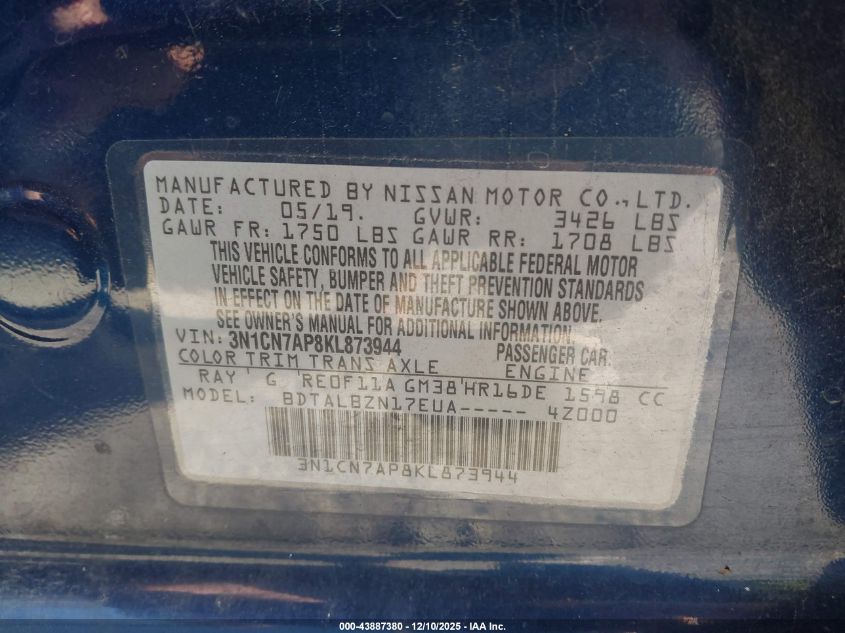 MANUFACTURED BY NISSAN MOTOR CO., LTD.
DATE: 05/19. GVWR: 3426 LBS
GAWR FR: 1750 LBS GAWR RR: 1708 LBS
THIS VEHICLE CONFORMS TO ALL APPLICABLE FEDERAL MOTOR
VEHICLE SAFETY, BUMPER AND THEFT PREVENTION STANDARDS
IN EFFECT ON THE DATE OF MANUFACTURE SHOWN ABOVE.
SEE OWNER'S MANUAL FOR ADDITIONAL INFORMATION.
VIN: 3N1CN7AP8KL873944 PASSENGER CAR
COLOR TRIM TRANS AXLE ENGINE
RAY ' G 'RE0F11A GM38'HR16DE 1598 CC
MODEL: BDTALBZN17EUA----- 4Z000
3N1CN7AP8KL873944
000-43887380 - 12/10/2025 - IAA Inc.